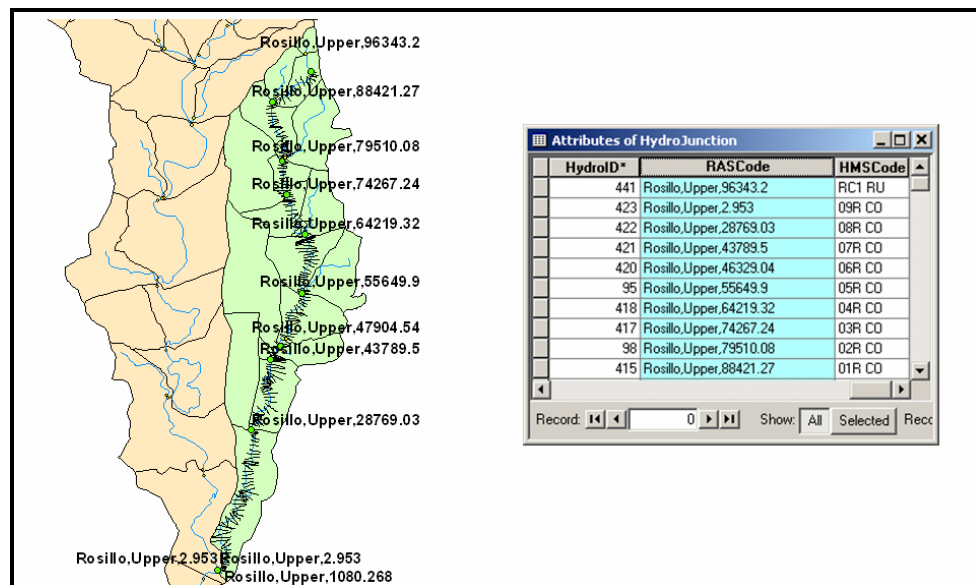 Rosillo,Upper,96343.2
Rosillo,Upper,88421.27
Rosillo,Upper,79510.08
Rosillo,Upper,74267.24
Rosillo,Upper,64219.32
Rosillo,Upper,55649.9
Rosillo,Upper,47904.54
Rosillo,Upper,43789.5
Rosillo,Upper,28769.03
Rosillo,Upper,2.953 Rosillo,Upper,2.953
Rosillo,Upper,1080.268
Attributes of HydroJunction
HydroID* RASCode HMSCode
441 Rosillo,Upper,96343.2 RC1 RU
423 Rosillo,Upper,2.953 09R CO
422 Rosillo,Upper,28769.03 08R CO
421 Rosillo,Upper,43789.5 07R CO
420 Rosillo,Upper,46329.04 06R CO
95 Rosillo,Upper,55649.9 05R CO
418 Rosillo,Upper,64219.32 04R CO
417 Rosillo,Upper,74267.24 03R CO
98 Rosillo,Upper,79510.08 02R CO
415 Rosillo,Upper,88421.27 01R CO
Record: 0 Show: All Selected Recc